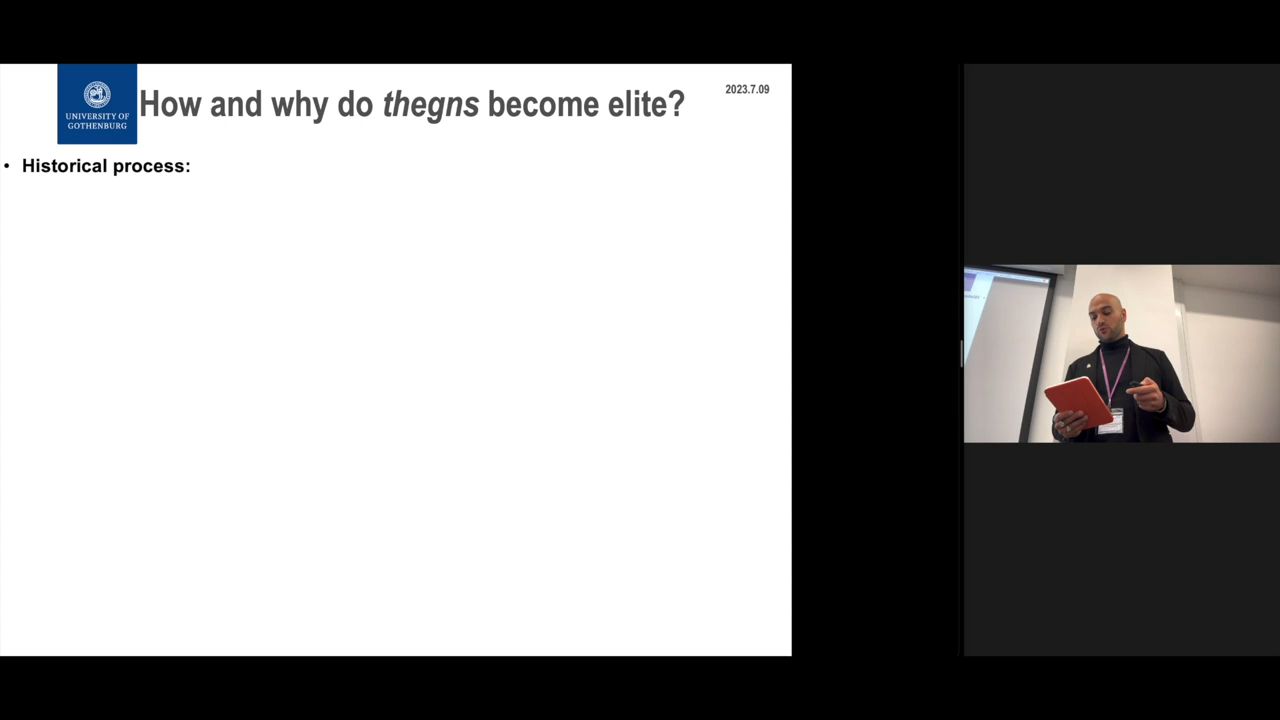 UNIVERSITY OF
GOTHENBURG
How and why do thegns become elite?
2023.7.09
• Historical process: